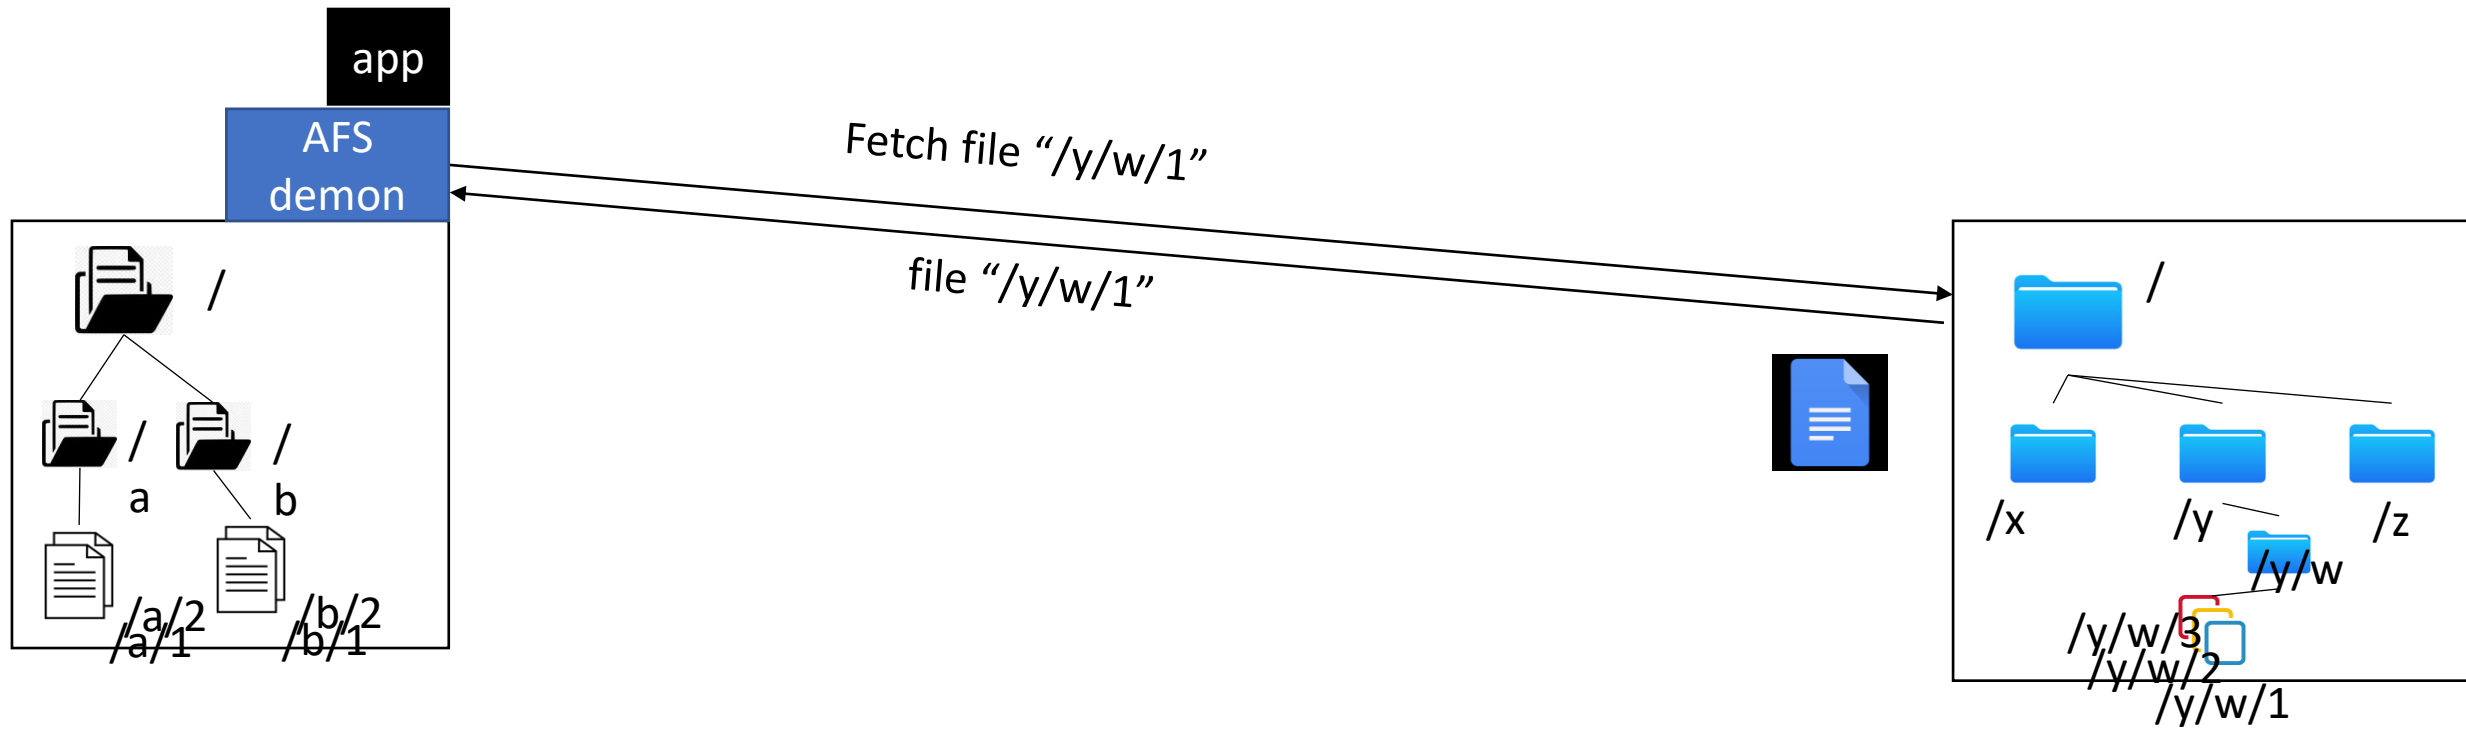 app
AFS
demon
Fetch file “/y/w/1”
file “/y/w/1”
/
/
a
/
b
/a/2
/a/1
/b/2
/b/1
/
/x
/y
/z
/y/w
/y/w/3
/y/w/2
/y/w/1